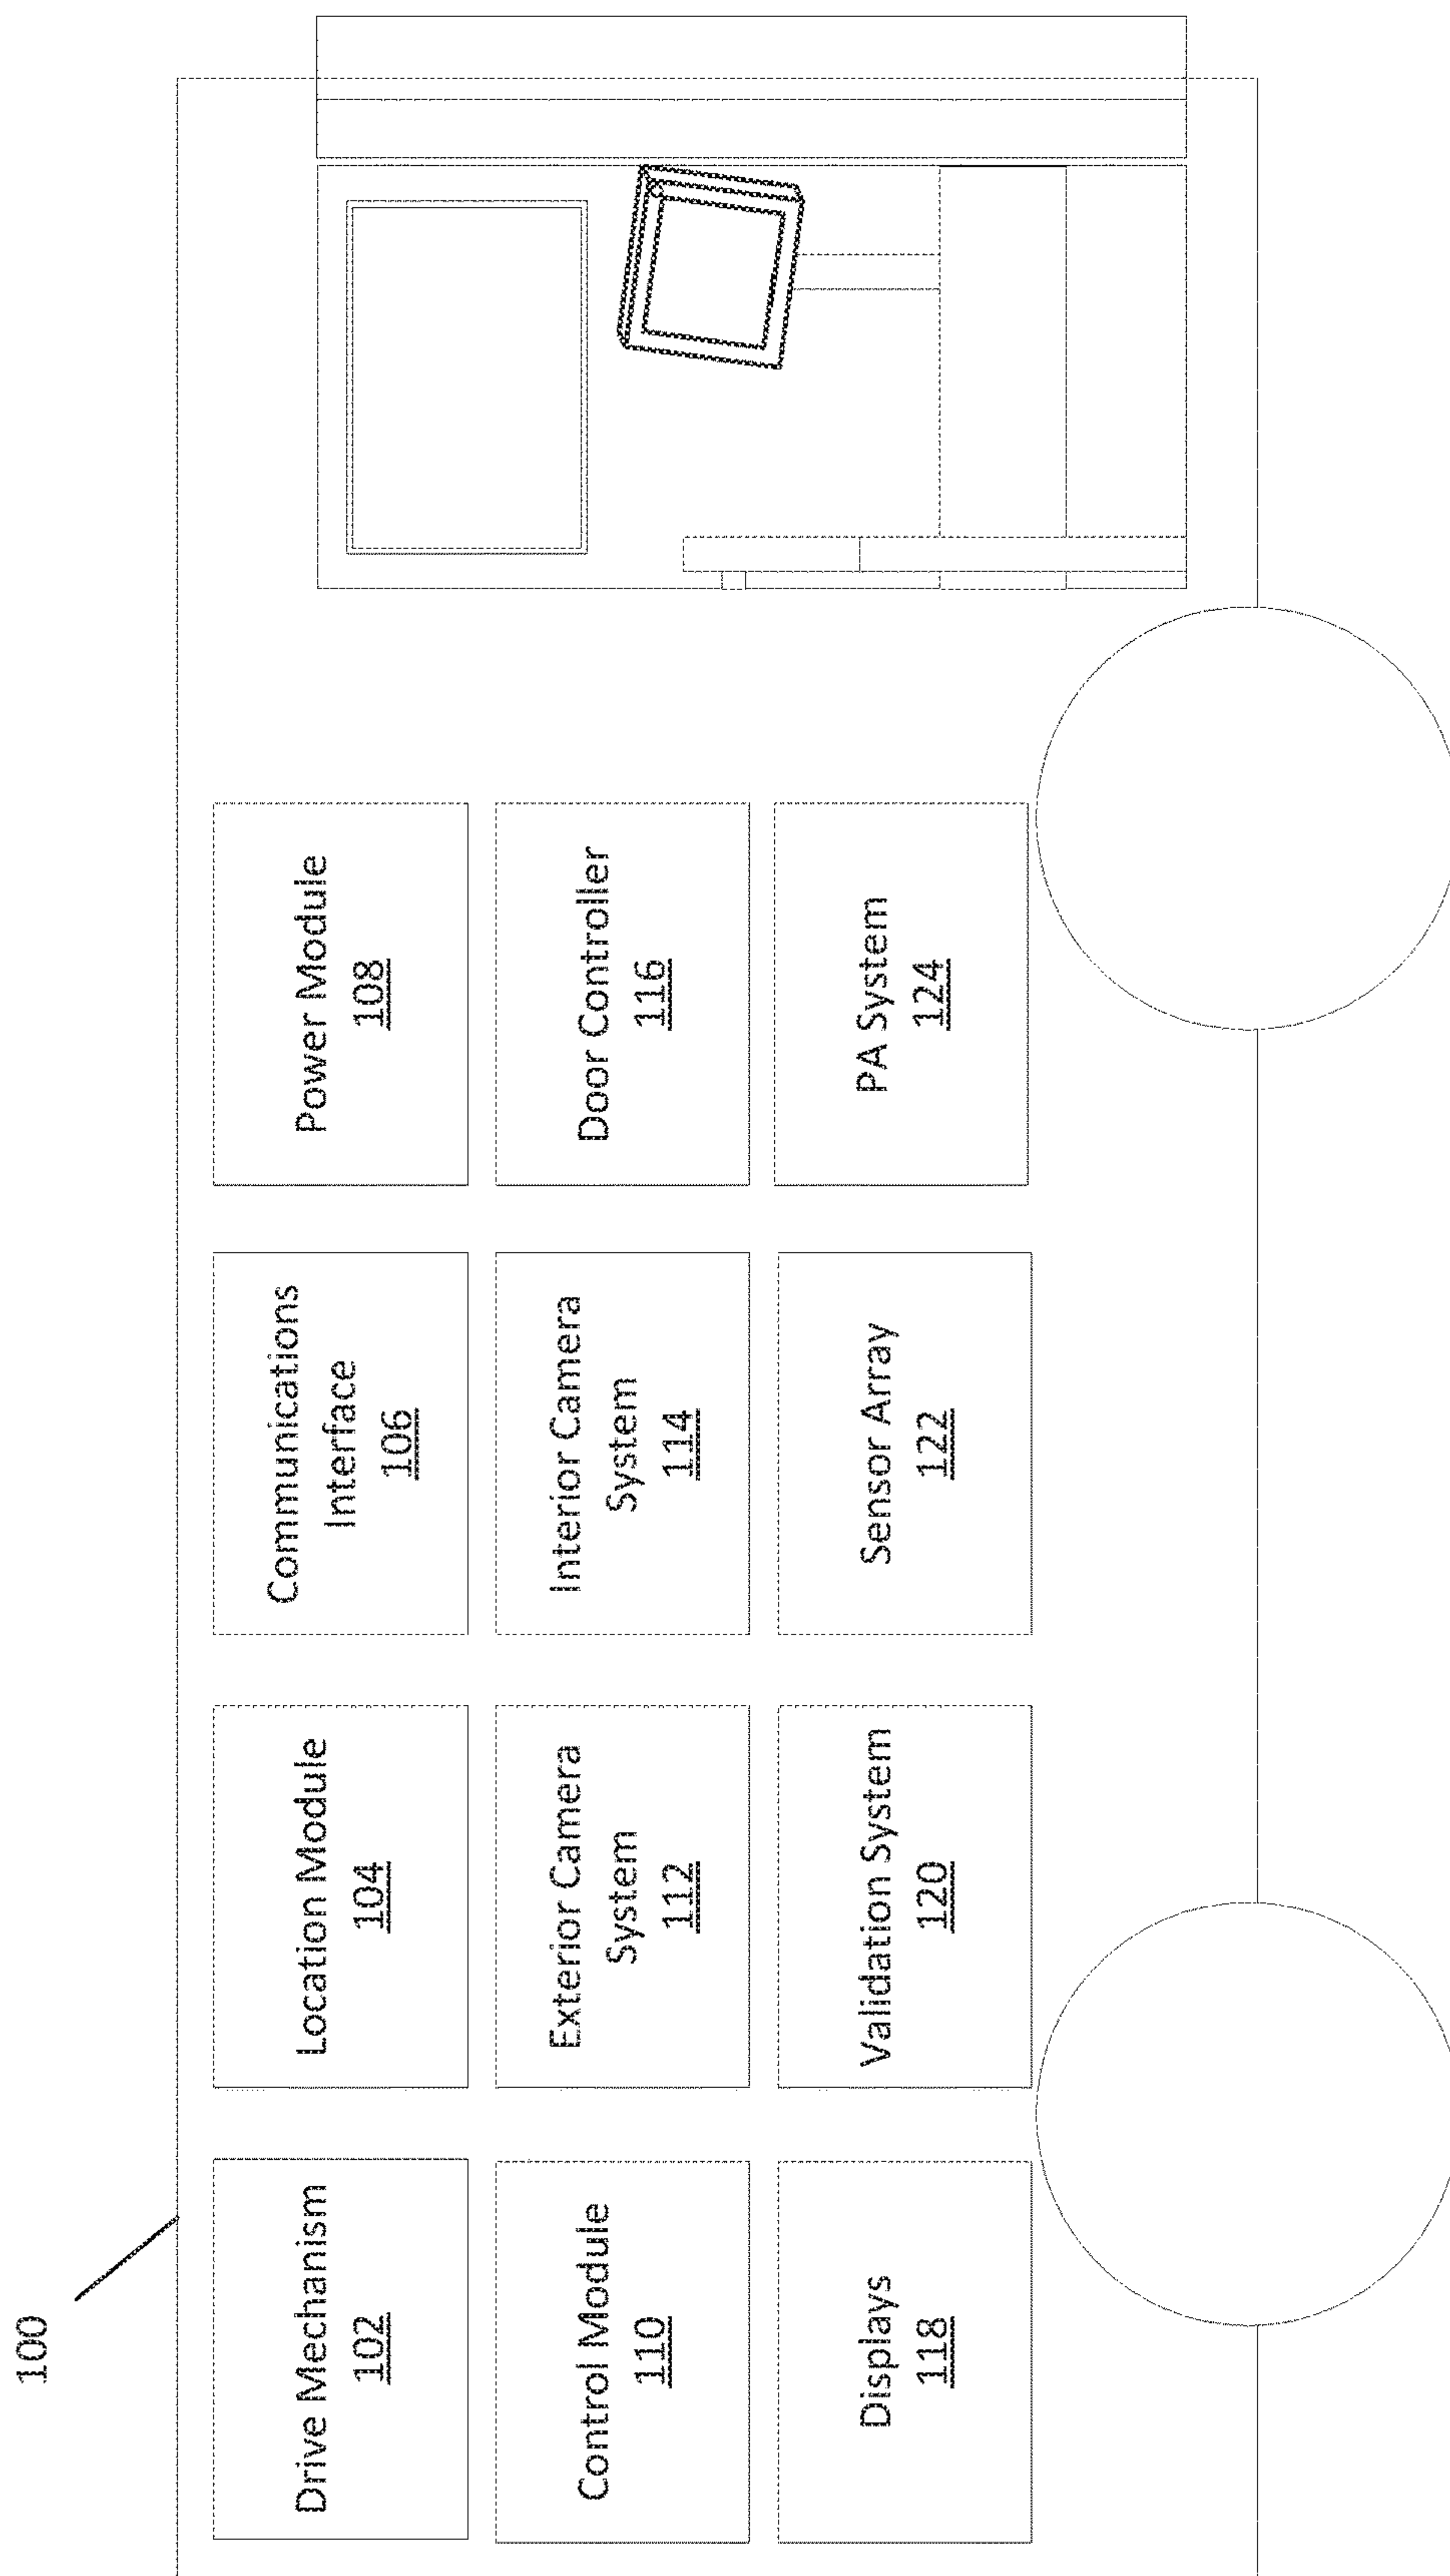 100
Drive Mechanism
102
Location Module
104
Communications
Interface
106
Power Module
108
Control Module
110
Exterior Camera
System
112
Interior Camera
System
114
Door Controller
116
Displays
118
Validation System
120
Sensor Array
122
PA System
124